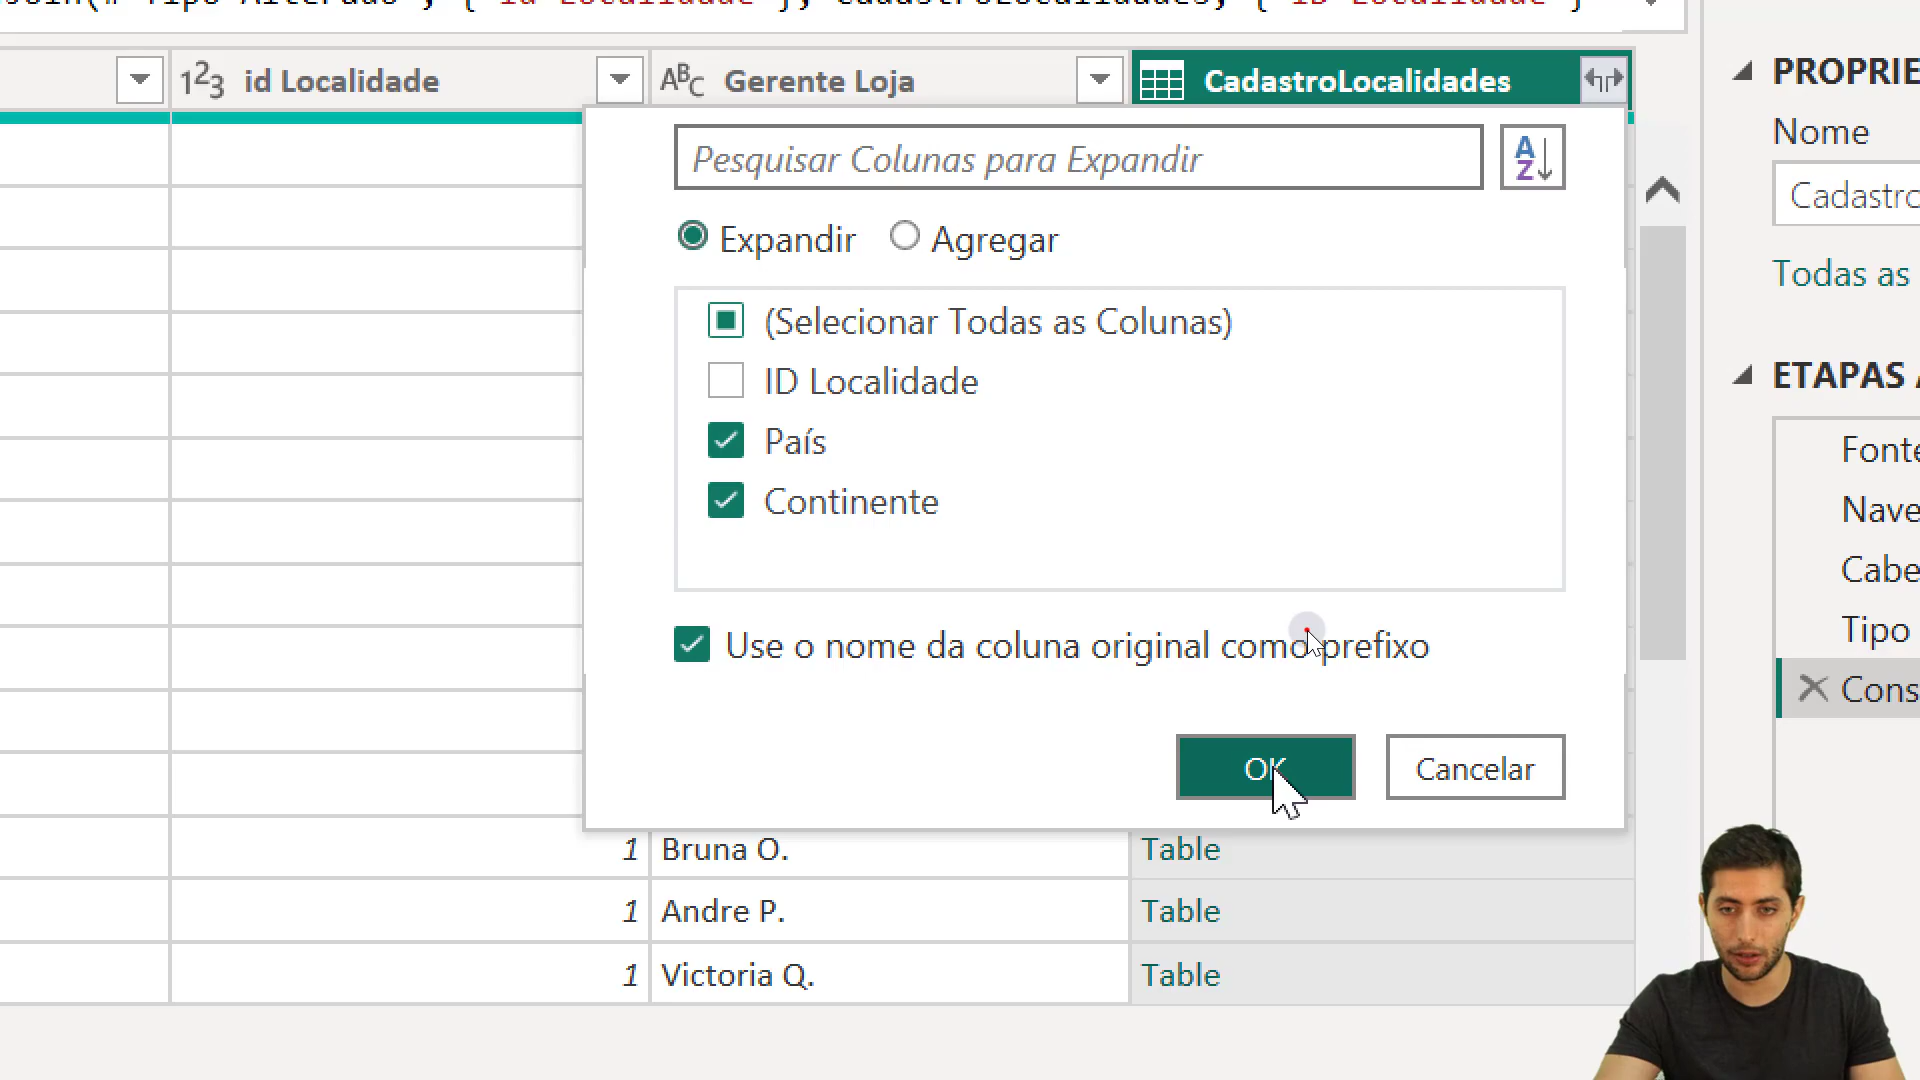 id Localidade
Gerente Loja
CadastroLocalidades
Pesquisar Colunas para Expandir
Expandir
Agregar
(Selecionar Todas as Colunas)
ID Localidade
País
Continente
Use o nome da coluna original como prefixo
OK
Cancelar
1 Bruna O. Table
1 Andre P. Table
1 Victoria Q. Table
PROPRIE
Nome
Cadastro
Todas as
ETAPAS
Fonte
Nave
Cabe
Tipo
Cons